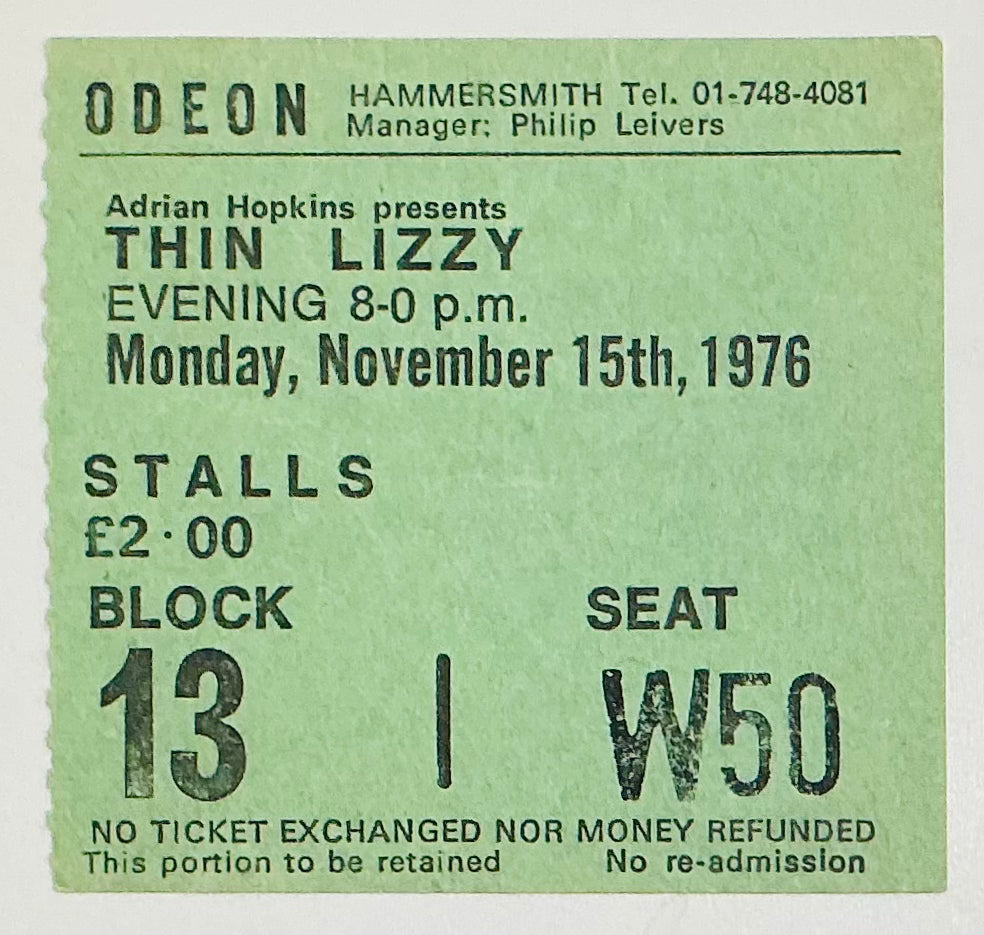 ODEON HAMMERSMITH Tel. 01-748-4081
Manager: Philip Leivers
Adrian Hopkins presents
THIN LIZZY
EVENING 8-0 p.m.
Monday, November 15th, 1976
STALLS
£2·00
BLOCK SEAT
13 | W50
NO TICKET EXCHANGED NOR MONEY REFUNDED
This portion to be retained No re-admission